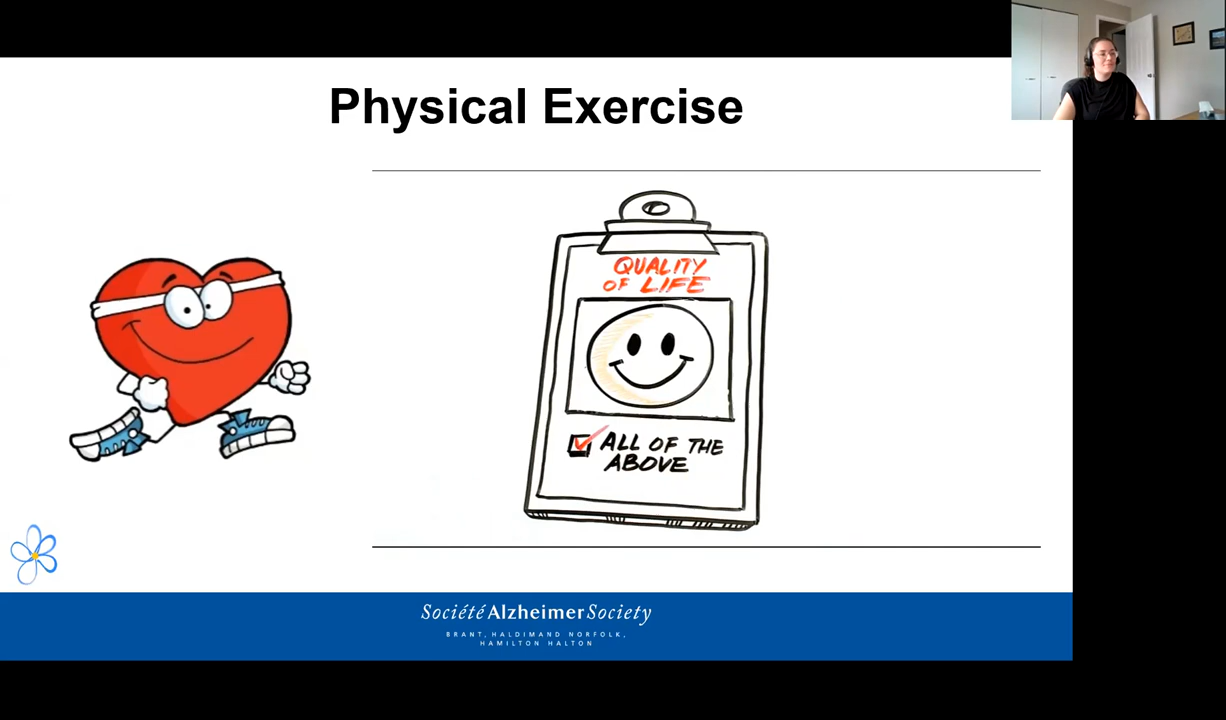 Physical Exercise
QUALITY
OF LIFE
ALL OF THE
ABOVE
Société Alzheimer Society
BRANT, HALDIMAND NORFOLK,
HAMILTON HALTON